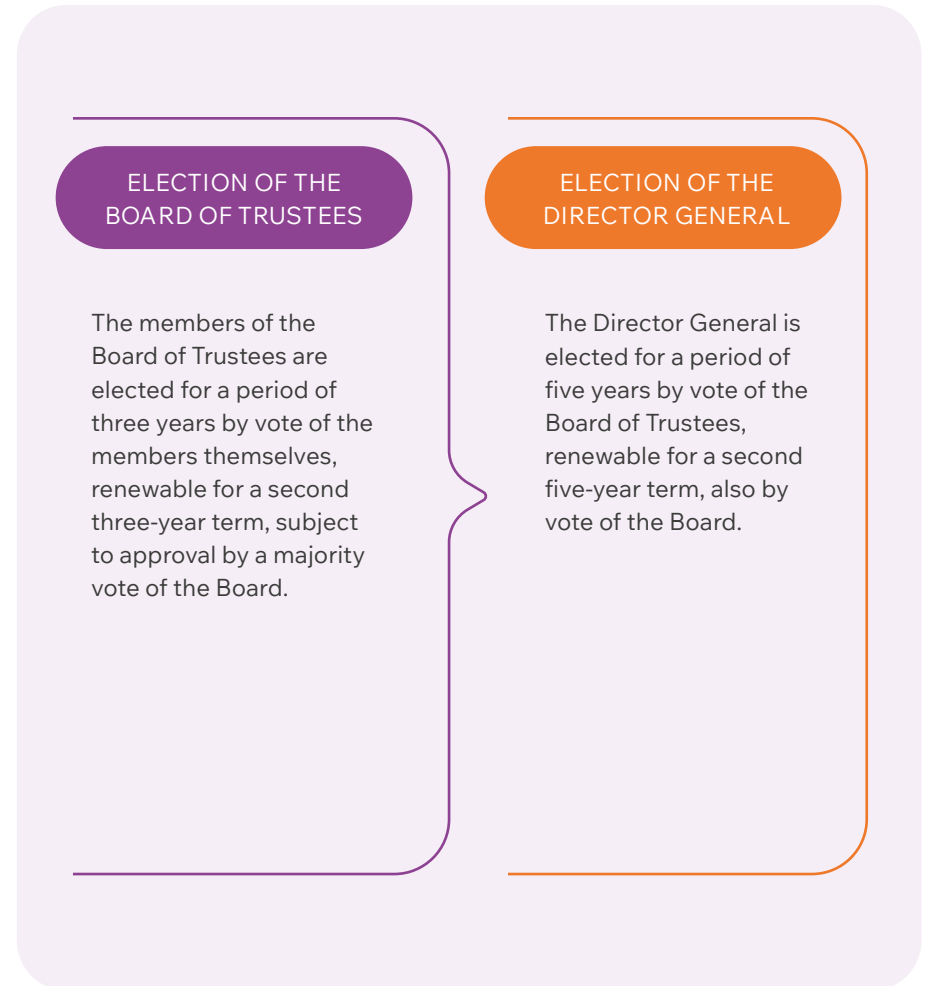 ELECTION OF THE
BOARD OF TRUSTEES
The members of the
Board of Trustees are
elected for a period of
three years by vote of the
members themselves,
renewable for a second
three-year term, subject
to approval by a majority
vote of the Board.
ELECTION OF THE
DIRECTOR GENERAL
The Director General is
elected for a period of
five years by vote of the
Board of Trustees,
renewable for a second
five-year term, also by
vote of the Board.